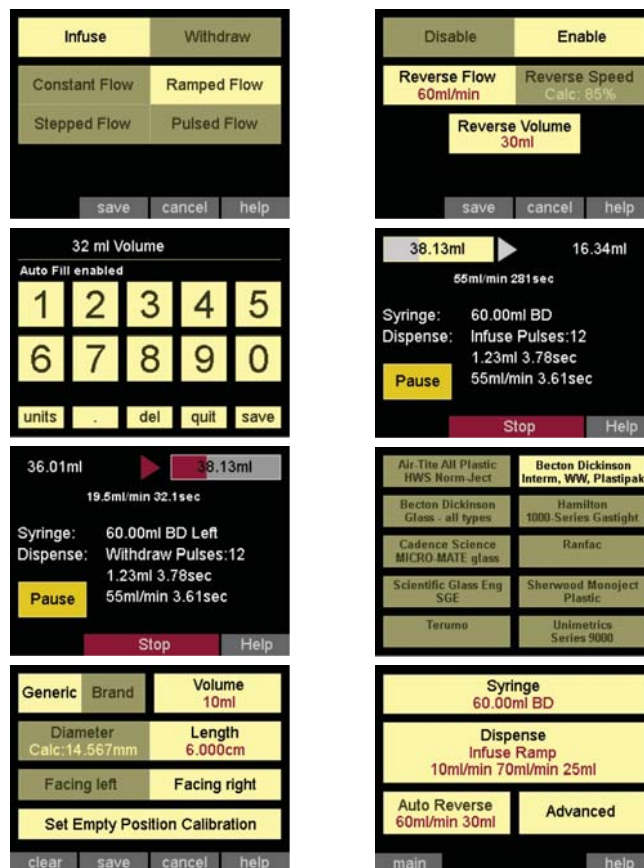 Infuse Withdraw
Constant Flow Ramped Flow
Stepped Flow Pulsed Flow
save cancel help
Disable Enable
Reverse Flow Reverse Speed
60ml/min Calc: 85%
Reverse Volume
30ml
save cancel help
32 ml Volume
Auto Fill enabled
1 2 3 4 5
6 7 8 9 0
units . del quit save
38.13ml 16.34ml
55ml/min 281sec
Syringe: 60.00ml BD
Dispense: Infuse Pulses:12
1.23ml 3.78sec
Pause 55ml/min 3.61sec
Stop Help
36.01ml 38.13ml
19.5ml/min 32.1sec
Syringe: 60.00ml BD Left
Dispense: Withdraw Pulses:12
1.23ml 3.78sec
Pause 55ml/min 3.61sec
Stop Help
Air-Tite All Plastic Becton Dickinson
HWS Norm-Ject Interm, WW, Plastipak
Becton Dickinson Hamilton
Glass - all types 1000-Series Gastight
Cadence Science Ranfac
MICRO-MATE glass
Scientific Glass Eng Sherwood Monoject
SGE Plastic
Terumo Unimetrics
Series 9000
Generic Brand Volume
10ml
Diameter Length
Calc:14.567mm 6.000cm
Facing left Facing right
Set Empty Position Calibration
clear save cancel help
Syringe
60.00ml BD
Dispense
Infuse Ramp
10ml/min 70ml/min 25ml
Auto Reverse Advanced
60ml/min 30ml
main help